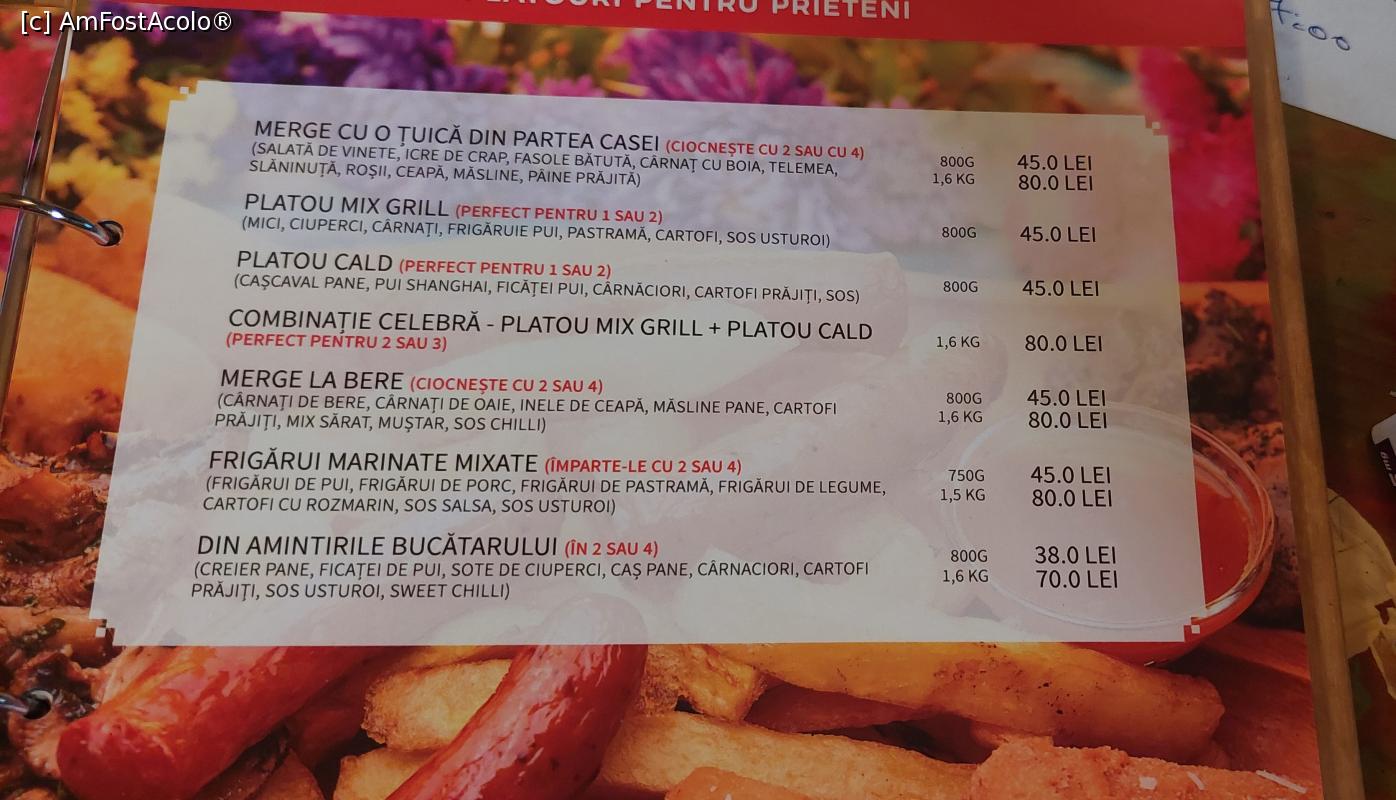 [c] AmFostAcolo®
PENTRU PRIETENI
7:00
MERGE CU O ȚUICĂ DIN PARTEA CASEI (CIOCNEȘTE CU 2 SAU CU 4)
(SALATĂ DE VINETE, ICRE DE CRAP, FASOLE BĂTUTĂ, CÂRNAȚ CU BOIA, TELEMEA, 800G 45.0 LEI
SLĂNINUȚĂ, ROȘII, CEAPĂ, MĂSLINE, PÂINE PRĂJITĂ) 1,6 KG 80.0 LEI
PLATOU MIX GRILL (PERFECT PENTRU 1 SAU 2)
(MICI, CIUPERCI, CÂRNAȚI, FRIGĂRUIE PUI, PASTRAMĂ, CARTOFI, SOS USTUROI) 800G 45.0 LEI
PLATOU CALD (PERFECT PENTRU 1 SAU 2)
(CAȘCAVAL PANE, PUI SHANGHAI, FICĂȚEI PUI, CÂRNĂCIORI, CARTOFI PRĂJIȚI, SOS) 800G 45.0 LEI
COMBINAȚIE CELEBRĂ - PLATOU MIX GRILL + PLATOU CALD
(PERFECT PENTRU 2 SAU 3) 1,6 KG 80.0 LEI
MERGE LA BERE (CIOCNEȘTE CU 2 SAU 4)
(CÂRNAȚI DE BERE, CÂRNAȚI DE OAIE, INELE DE CEAPĂ, MĂSLINE PANE, CARTOFI 800G 45.0 LEI
PRĂJIȚI, MIX SĂRAT, MUȘTAR, SOS CHILLI) 1,6 KG 80.0 LEI
FRIGĂRUI MARINATE MIXATE (ÎMPARTE-LE CU 2 SAU 4)
(FRIGĂRUI DE PUI, FRIGĂRUI DE PORC, FRIGĂRUI DE PASTRAMĂ, FRIGĂRUI DE LEGUME, 750G 45.0 LEI
CARTOFI CU ROZMARIN, SOS SALSA, SOS USTUROI) 1,5 KG 80.0 LEI
DIN AMINTIRILE BUCĂTARULUI (ÎN 2 SAU 4)
(CREIER PANE, FICAȚEI DE PUI, SOTE DE CIUPERCI, CAȘ PANE, CÂRNACIORI, CARTOFI 800G 38.0 LEI
PRĂJIȚI, SOS USTUROI, SWEET CHILLI) 1,6 KG 70.0 LEI